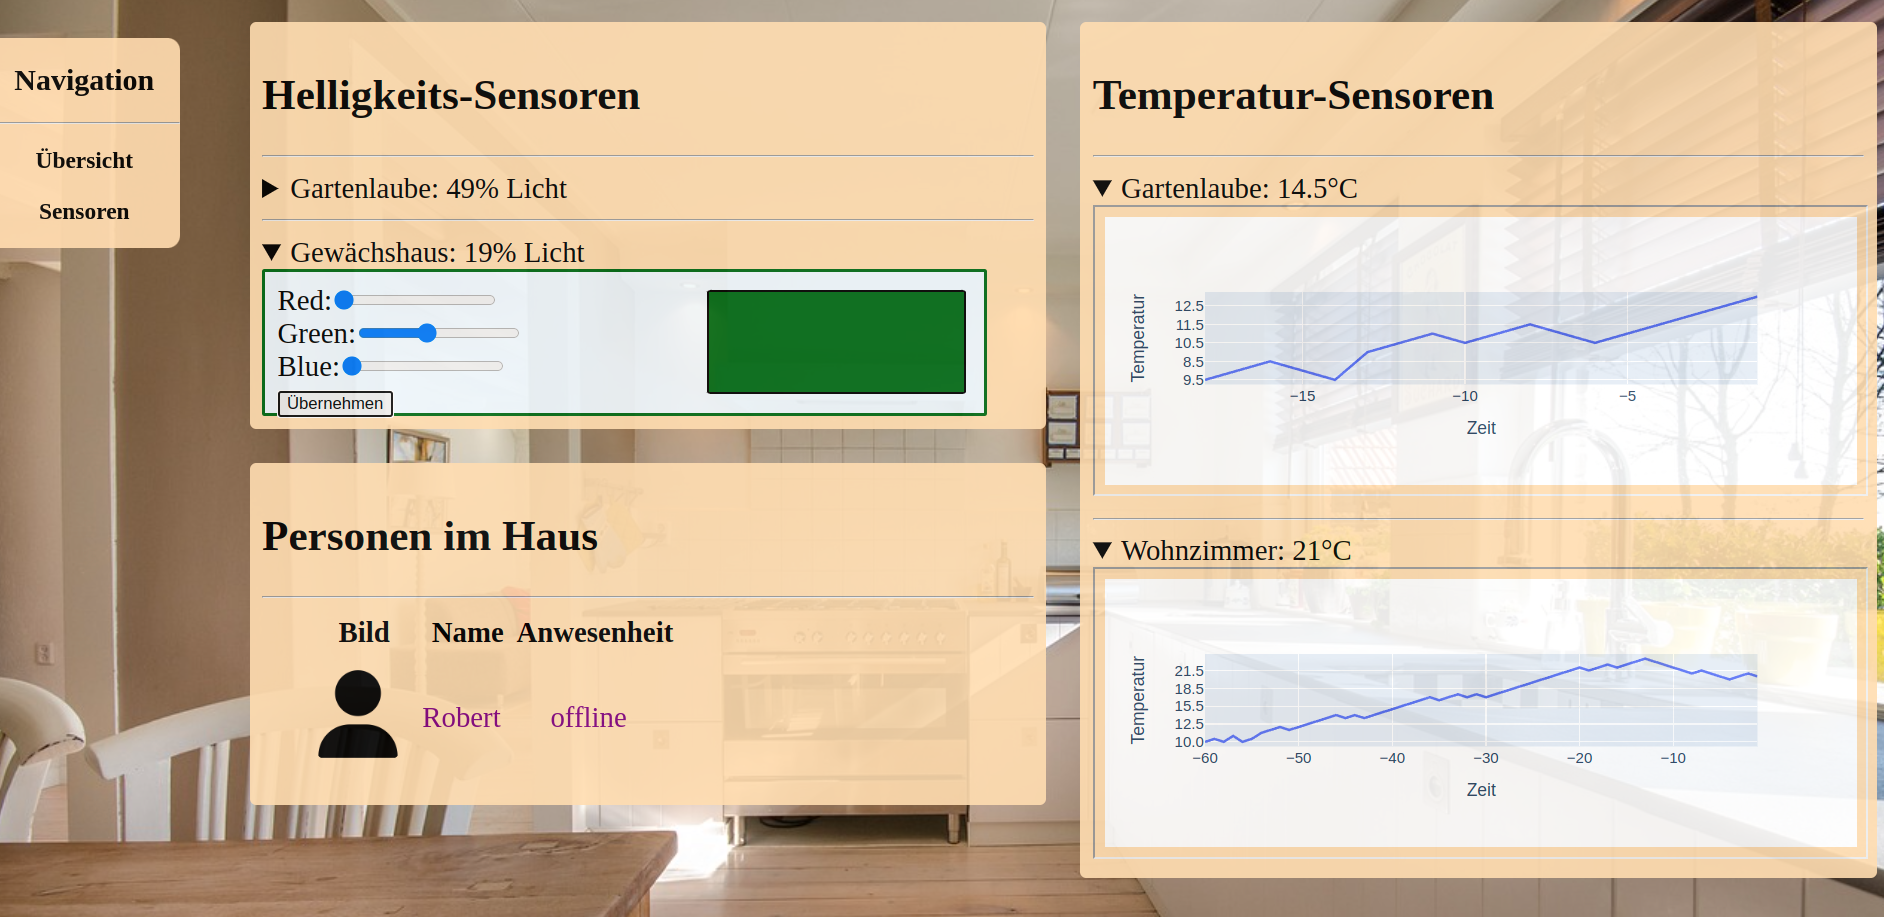 Navigation
Übersicht
Sensoren
Helligkeits-Sensoren
Gartenlaube: 49% Licht
Gewächshaus: 19% Licht
Red:
Green:
Blue:
Übernehmen
Personen im Haus
Bild Name Anwesenheit
Robert offline
Temperatur-Sensoren
Gartenlaube: 14.5°C
Temperatur
12.5
11.5
10.5
8.5
9.5
−15 −10 −5
Zeit
Wohnzimmer: 21°C
Temperatur
21.5
18.5
15.5
12.5
10.0
−60 −50 −40 −30 −20 −10
Zeit